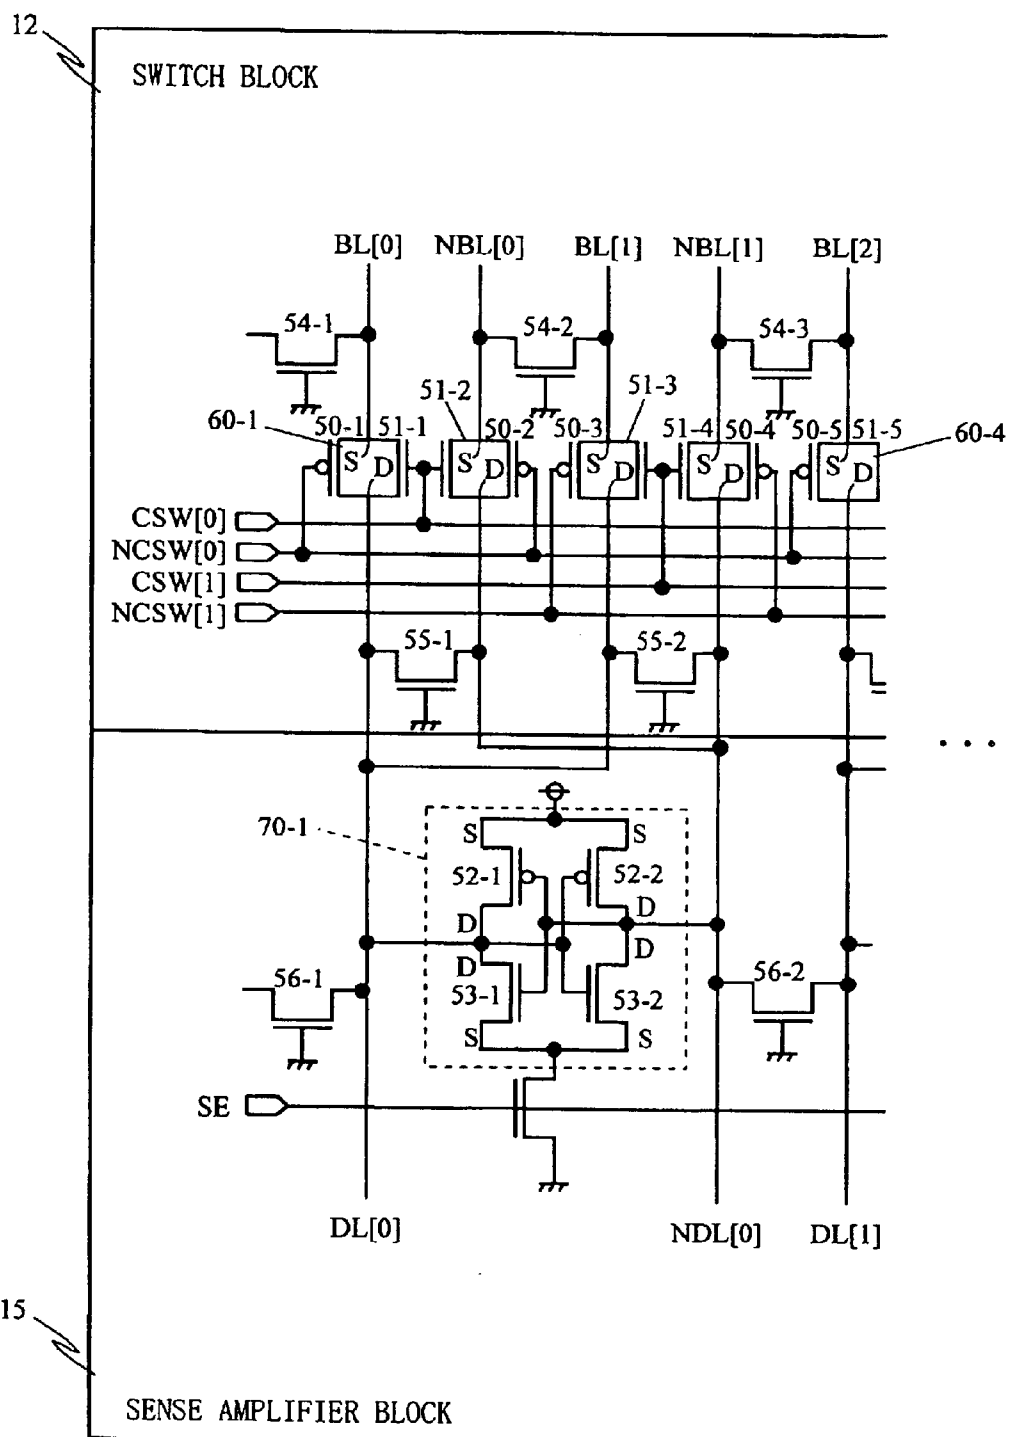 12
SWITCH BLOCK
BL[0] NBL[0] BL[1] NBL[1] BL[2]
54-1 54-2 54-3
51-2 51-3
60-1 50-1 51-1 50-2 50-3 51-4 50-4 50-5 51-5 60-4
S D S D S D S D S D
CSW[0]
NCSW[0]
CSW[1]
NCSW[1]
55-1 55-2
. . .
70-1
S S
52-1 52-2
D D
D D
56-1 53-1 53-2 56-2
S S
SE
DL[0] NDL[0] DL[1]
15
SENSE AMPLIFIER BLOCK